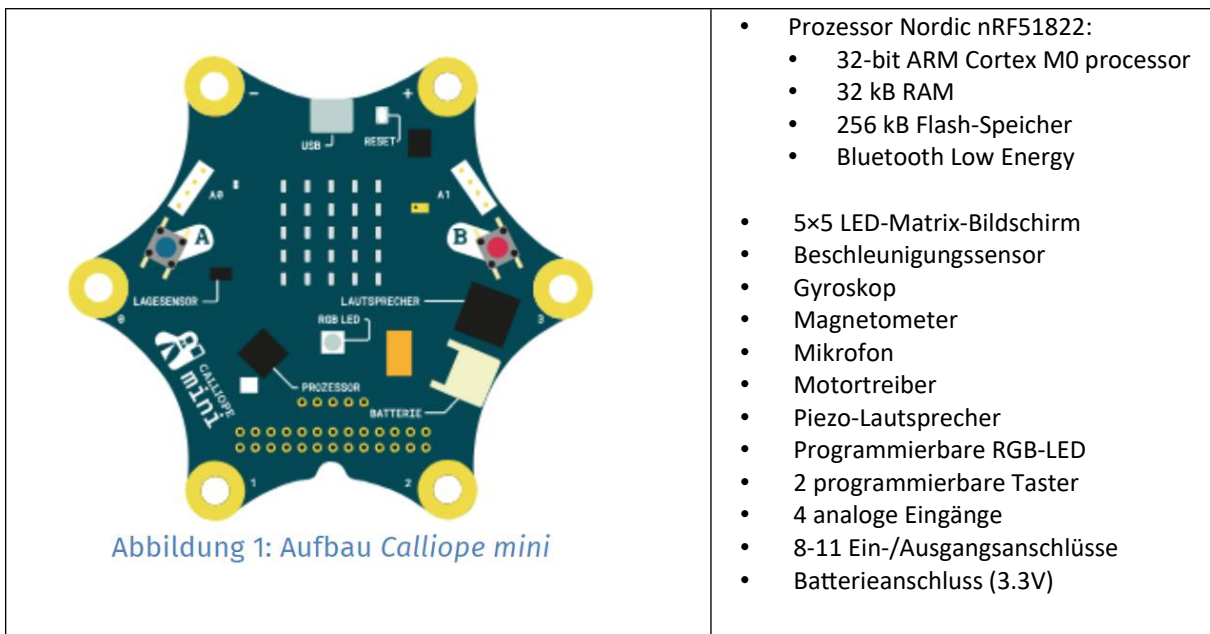 -
+
USB
RESET
A0
A1
A
B
LAGESENSOR
LAUTSPRECHER
0
3
RGB LED
CALLIOPE
mini
PROZESSOR
BATTERIE
1
2
Abbildung 1: Aufbau Calliope mini
• Prozessor Nordic nRF51822:
• 32-bit ARM Cortex M0 processor
• 32 kB RAM
• 256 kB Flash-Speicher
• Bluetooth Low Energy
• 5×5 LED-Matrix-Bildschirm
• Beschleunigungssensor
• Gyroskop
• Magnetometer
• Mikrofon
• Motortreiber
• Piezo-Lautsprecher
• Programmierbare RGB-LED
• 2 programmierbare Taster
• 4 analoge Eingänge
• 8-11 Ein-/Ausgangsanschlüsse
• Batterieanschluss (3.3V)